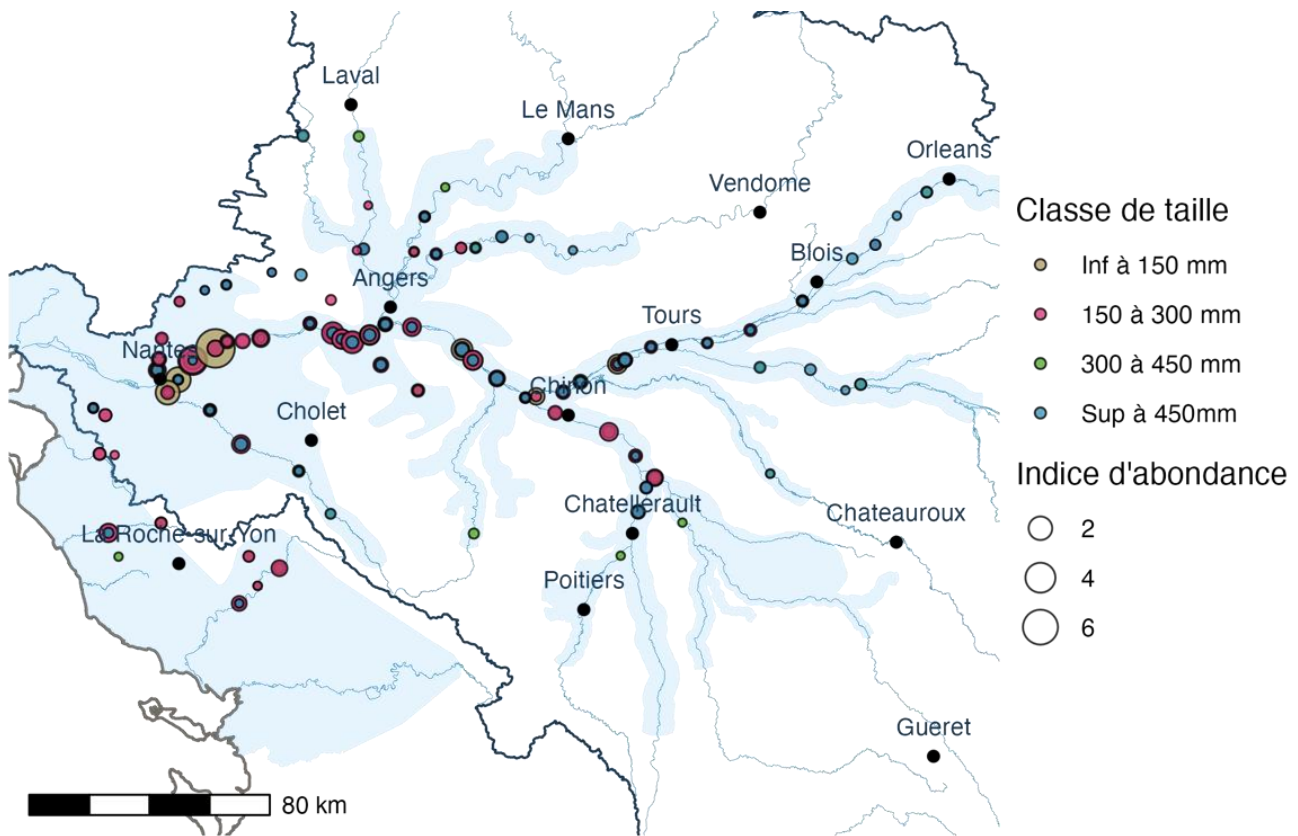 Laval
Le Mans
Orleans
Vendome
Blois
Angers
Tours
Nantes
Chinon
Cholet
Chatellerault
Chateauroux
La Roche-sur-Yon
Poitiers
Gueret
80 km
Classe de taille
Inf à 150 mm
150 à 300 mm
300 à 450 mm
Sup à 450mm
Indice d'abondance
2
4
6